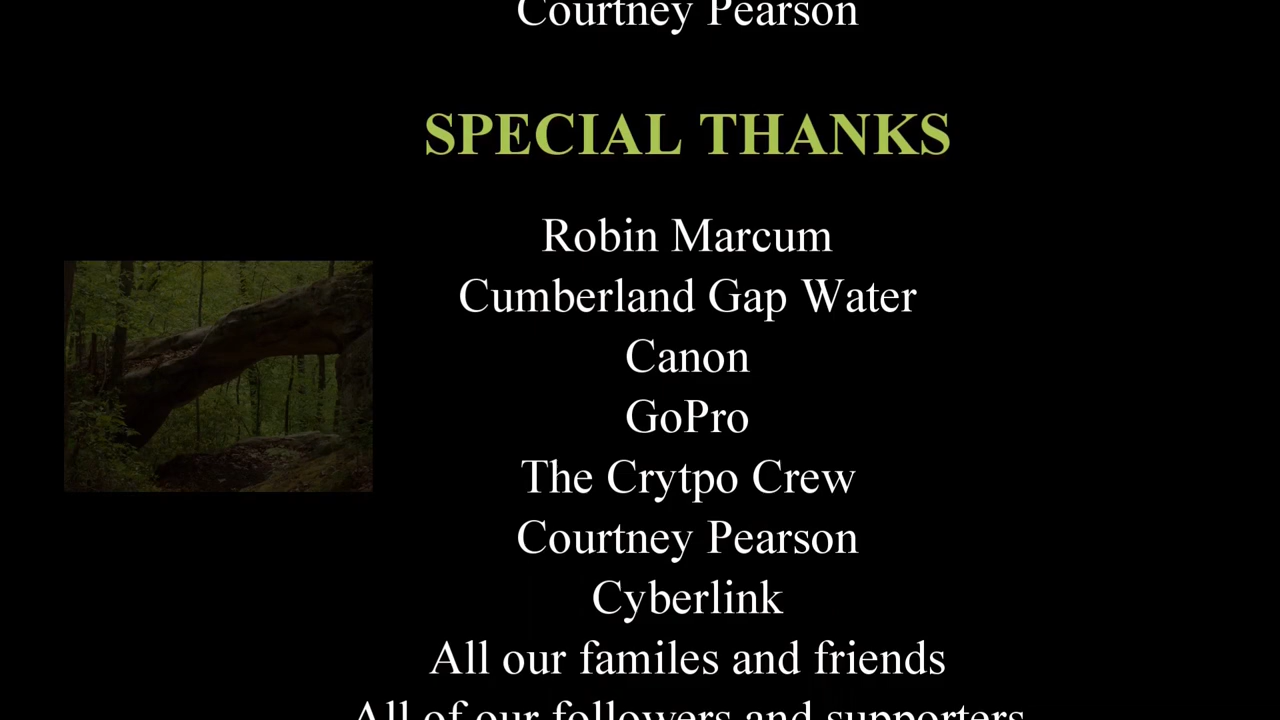 Courtney Pearson
SPECIAL THANKS
Robin Marcum
Cumberland Gap Water
Canon
GoPro
The Crytpo Crew
Courtney Pearson
Cyberlink
All our familes and friends
All of our followers and supporters